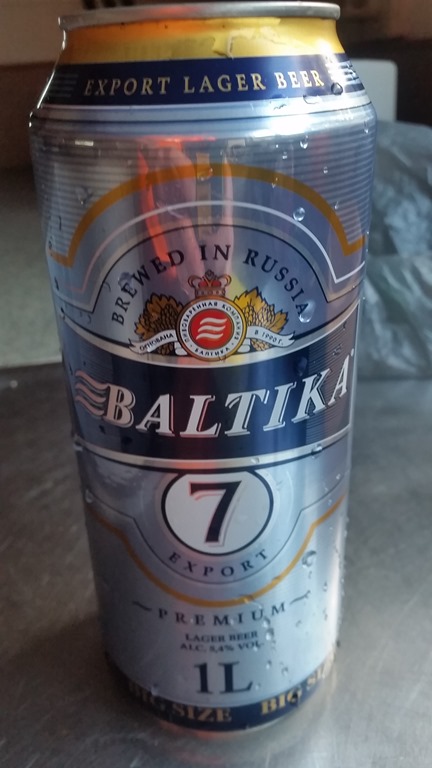 EXPORT LAGER BEER
BREWED IN RUSSIA
ПИВОВАРЕННАЯ КОМПАНИЯ
БАЛТИКА
В 1990 Г.
BALTIKA
7
EXPORT
PREMIUM
LAGER BEER
ALC. 5,4% VOL
1L
BIG SIZE BIG SIZE